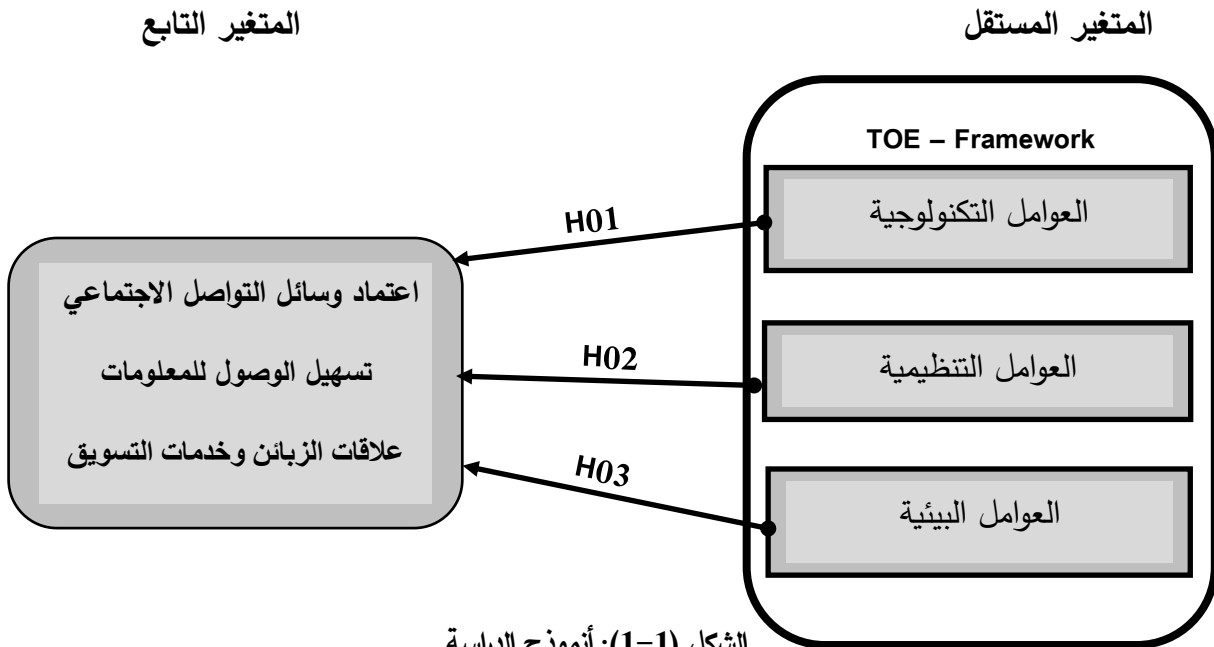 المتغير المستقل
المتغير التابع
TOE – Framework
العوامل التكنولوجية
H01
اعتماد وسائل التواصل الاجتماعي
العوامل التنظيمية
H02
تسهيل الوصول للمعلومات
علاقات الزبائن وخدمات التسويق
H03
العوامل البيئية
الشكل (1-1): أنموذج الدراسة